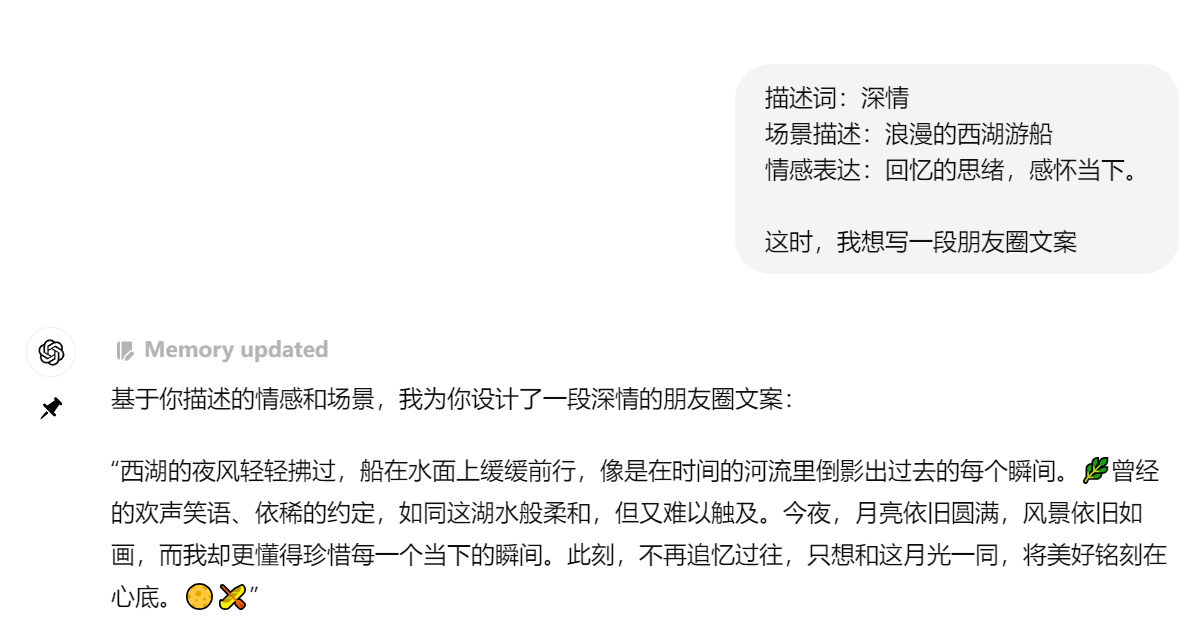 描述词：深情
场景描述：浪漫的西湖游船
情感表达：回忆的思绪，感怀当下。
这时，我想写一段朋友圈文案
Memory updated
基于你描述的情感和场景，我为你设计了一段深情的朋友圈文案：
“西湖的夜风轻轻拂过，船在水面上缓缓前行，像是在时间的河流里倒影出过去的每个瞬间。🌿曾经
的欢声笑语、依稀的约定，如同这湖水般柔和，但又难以触及。今夜，月亮依旧圆满，风景依旧如
画，而我却更懂得珍惜每一个当下的瞬间。此刻，不再追忆过往，只想和这月光一同，将美好铭刻在
心底。🌕🛶”